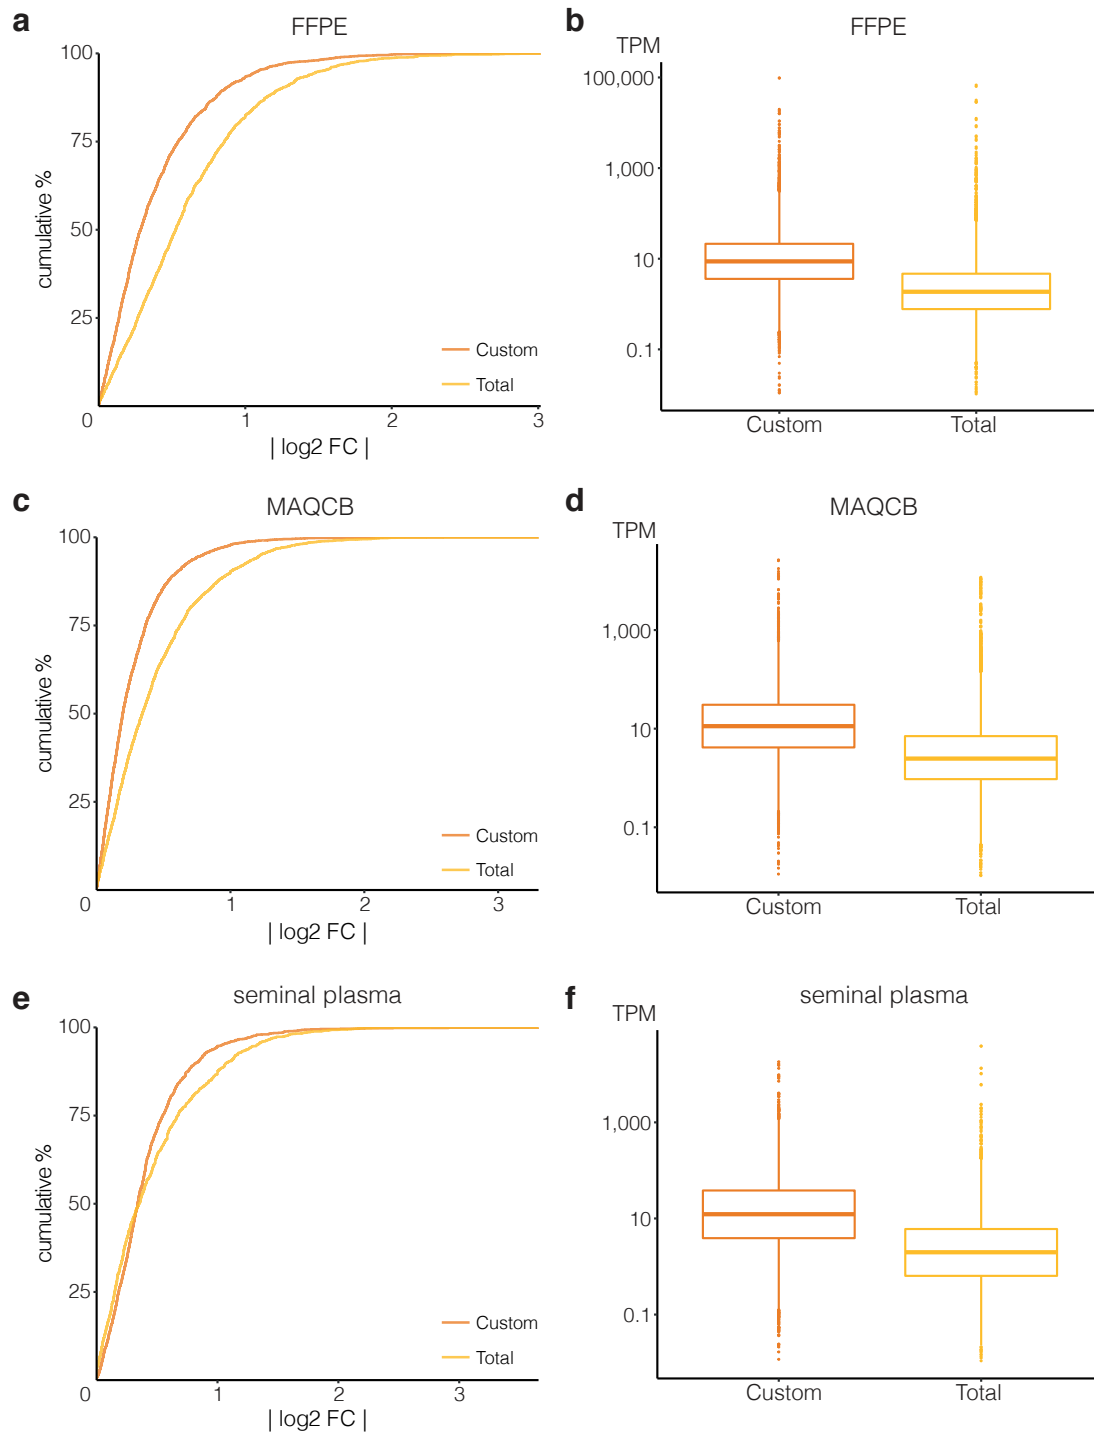 a
FFPE
100
75
50
25
0
1
2
3
cumulative %
| log2 FC |
Custom
Total
b
FFPE
TPM
100,000
1,000
10
0.1
Custom
Total
c
MAQCB
100
75
50
25
0
1
2
3
cumulative %
| log2 FC |
Custom
Total
d
MAQCB
TPM
1,000
10
0.1
Custom
Total
e
seminal plasma
100
75
50
25
0
1
2
3
cumulative %
| log2 FC |
Custom
Total
f
seminal plasma
TPM
1,000
10
0.1
Custom
Total